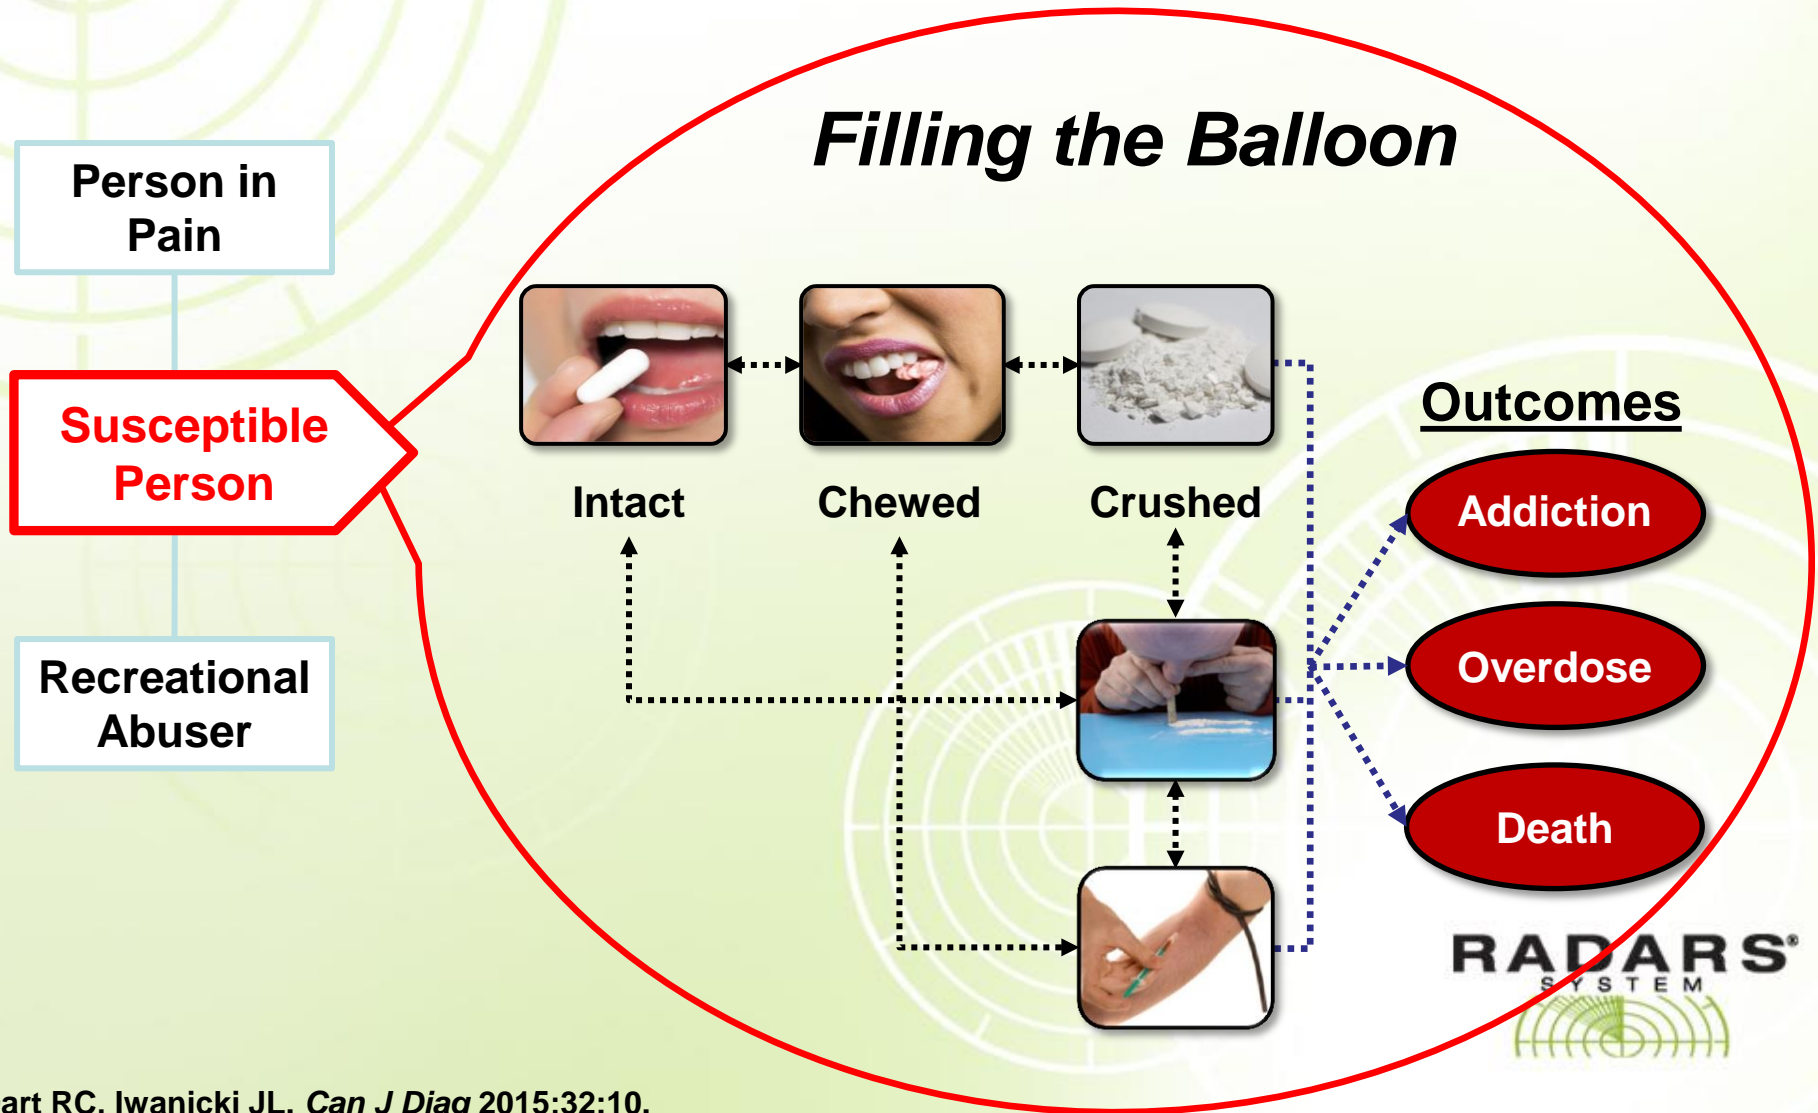 Filling the Balloon
Person in
Pain
Susceptible
Person
Recreational
Abuser
Intact
Chewed
Crushed
Outcomes
Addiction
Overdose
Death
RADARS®
SYSTEM
art RC, Iwanicki JL. Can J Diag 2015;32:10.